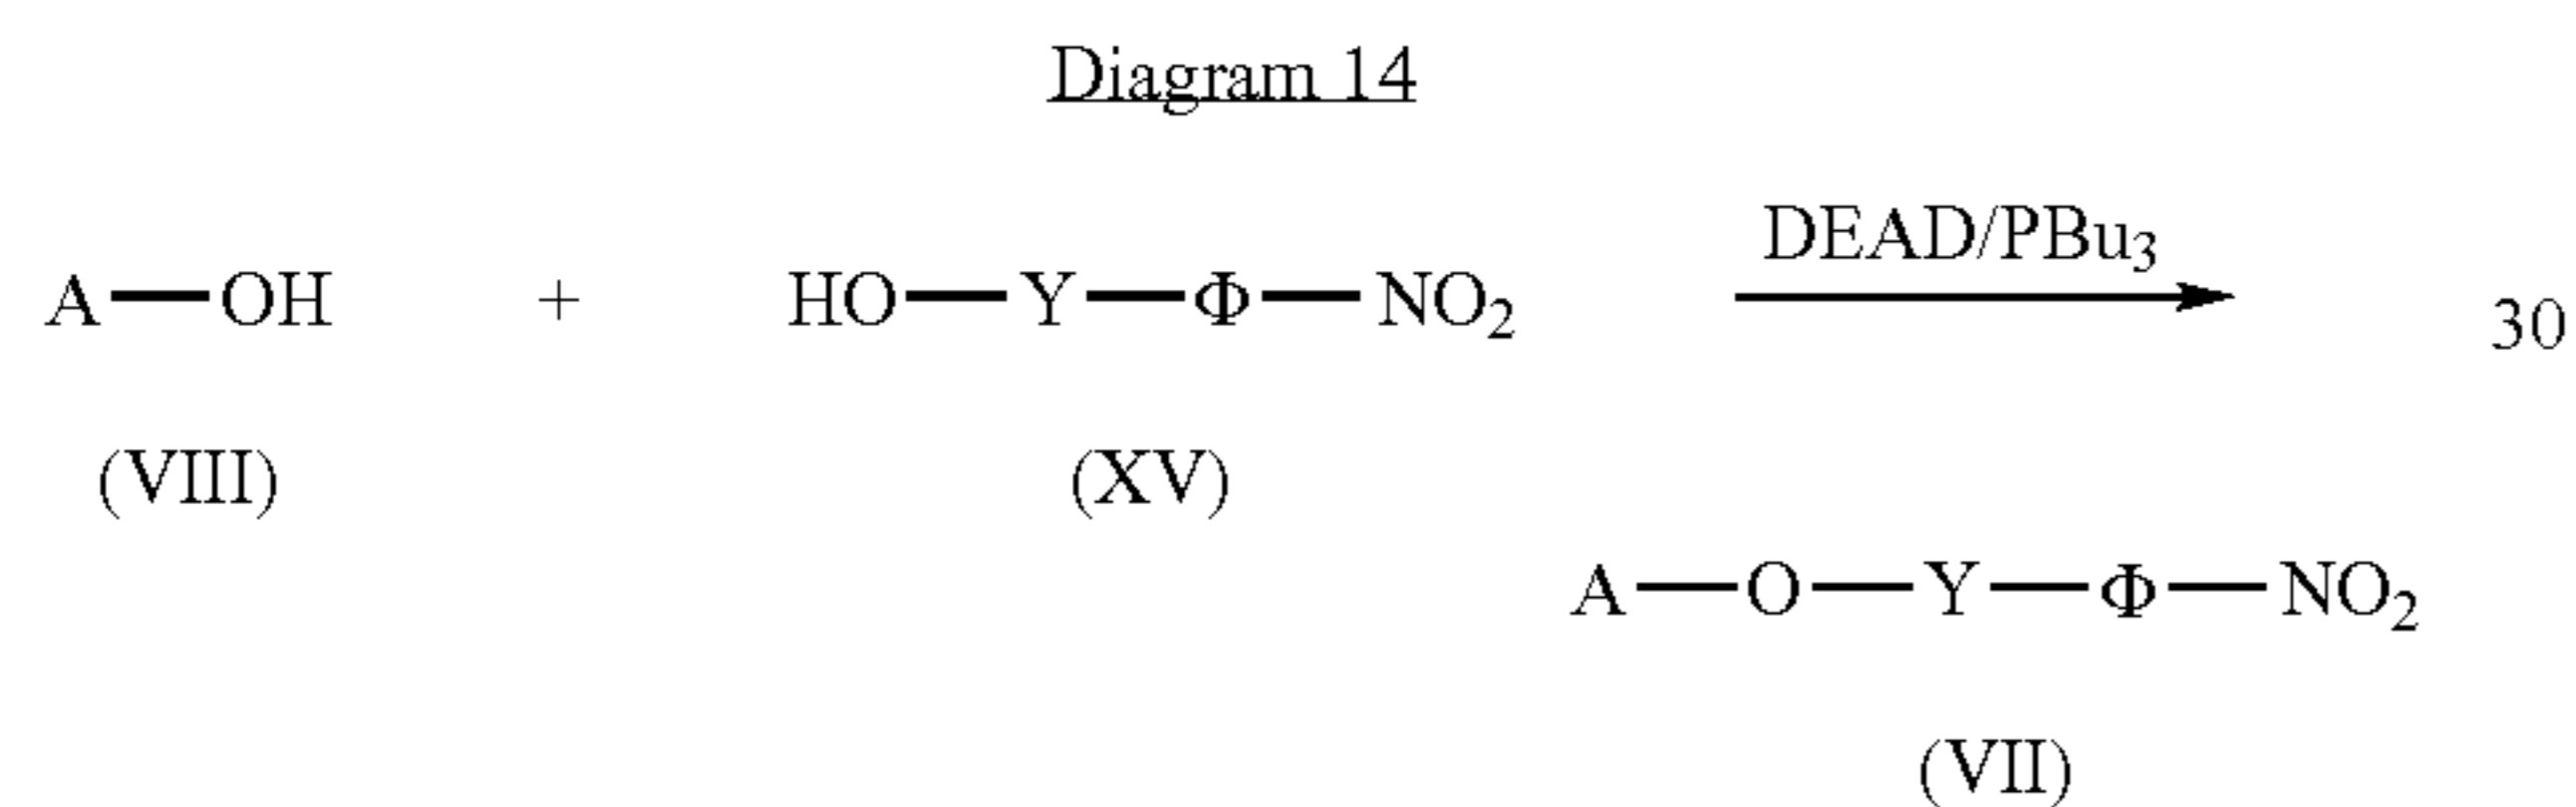 Diagram 14
DEAD/PBu₃
A—OH + HO—Y—Φ—NO₂
30
(VIII) (XV)
A—O—Y—Φ—NO₂
(VII)